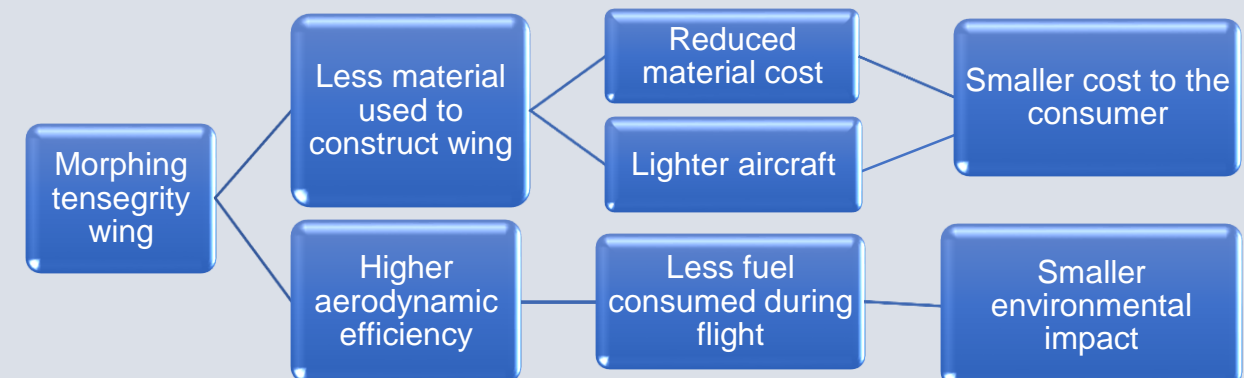 Morphing
tensegrity
wing
Less material
used to
construct wing
Reduced
material cost
Lighter aircraft
Smaller cost to the
consumer
Higher
aerodynamic
efficiency
Less fuel
consumed during
flight
Smaller
environmental
impact